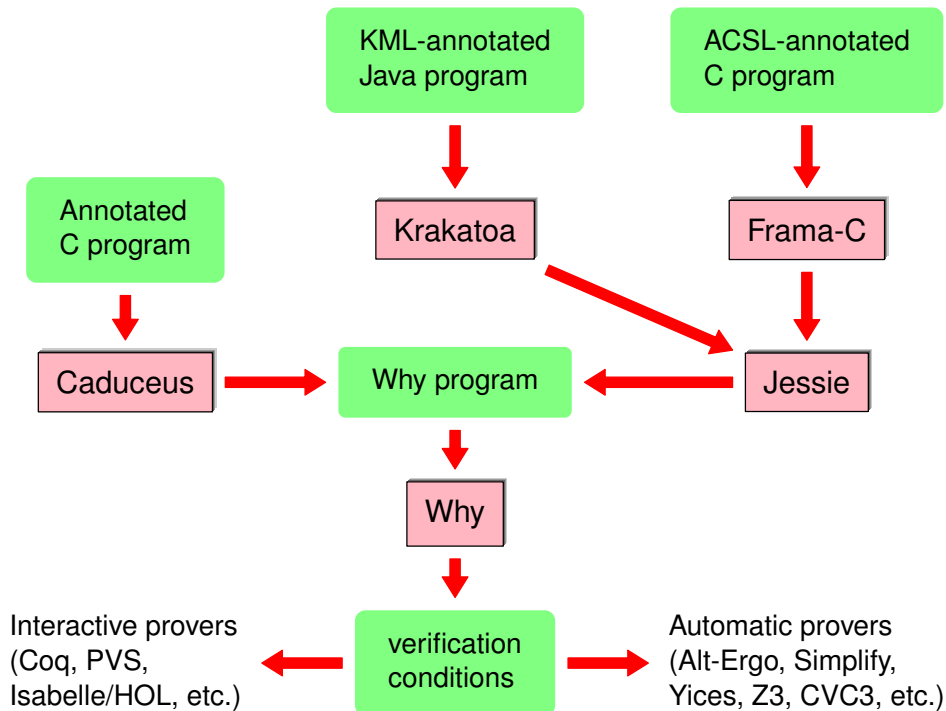 KML-annotated
Java program
ACSL-annotated
C program
Annotated
C program
Krakatoa
Frama-C
Caduceus
Why program
Jessie
Why
Interactive provers
(Coq, PVS,
Isabelle/HOL, etc.)
verification
conditions
Automatic provers
(Alt-Ergo, Simplify,
Yices, Z3, CVC3, etc.)